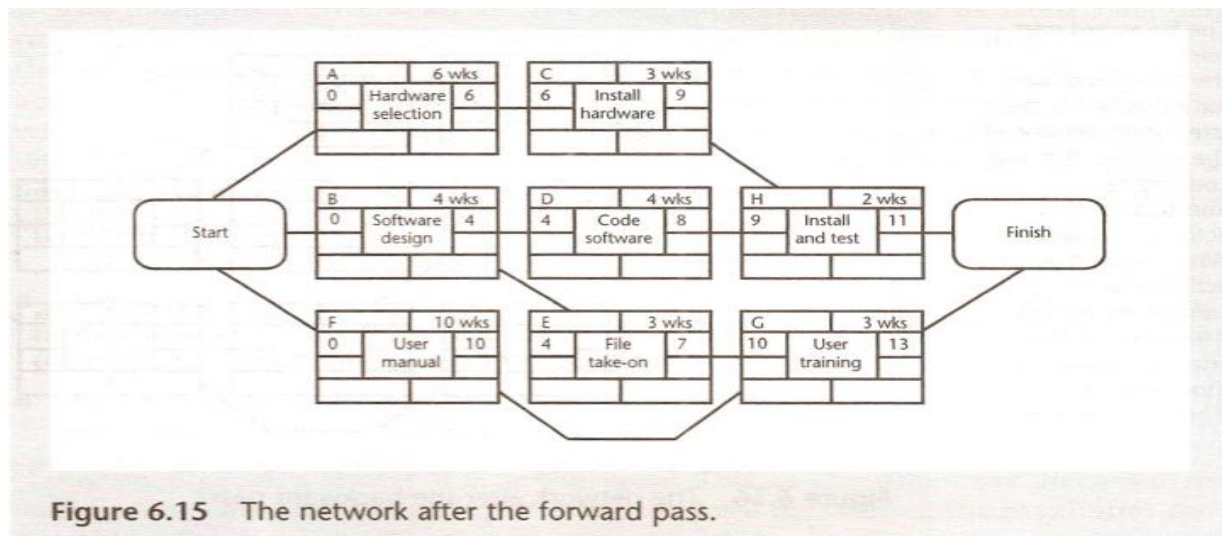 A 6 wks
0 Hardware selection 6
C 3 wks
6 Install hardware 9
Start
B 4 wks
0 Software design 4
D 4 wks
4 Code software 8
H 2 wks
9 Install and test 11
Finish
F 10 wks
0 User manual 10
E 3 wks
4 File take-on 7
G 3 wks
10 User training 13
Figure 6.15 The network after the forward pass.